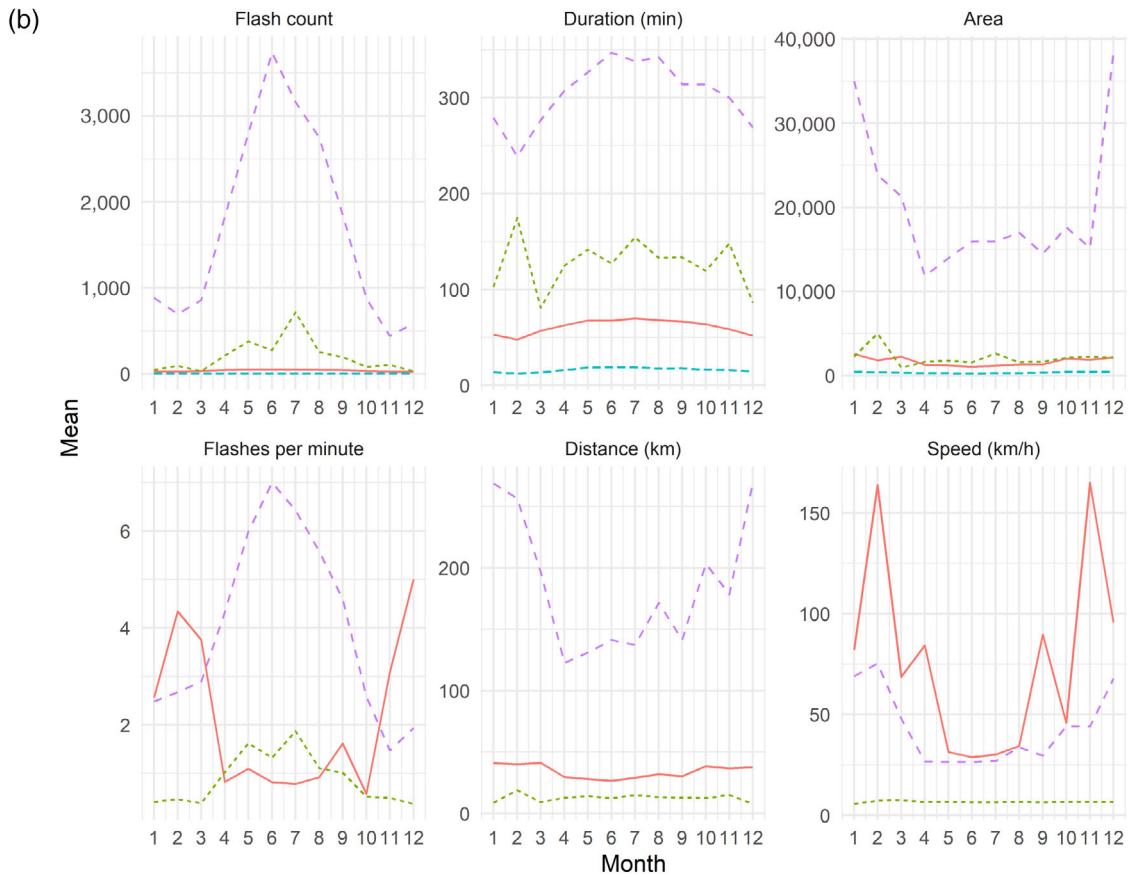 (b)
Flash count
Duration (min)
Area
3,000
2,000
1,000
0
300
200
100
0
40,000
30,000
20,000
10,000
0
1 2 3 4 5 6 7 8 9 10 11 12
1 2 3 4 5 6 7 8 9 10 11 12
1 2 3 4 5 6 7 8 9 10 11 12
Mean
Flashes per minute
Distance (km)
Speed (km/h)
6
4
2
200
100
0
150
100
50
0
1 2 3 4 5 6 7 8 9 10 11 12
1 2 3 4 5 6 7 8 9 10 11 12
1 2 3 4 5 6 7 8 9 10 11 12
Month